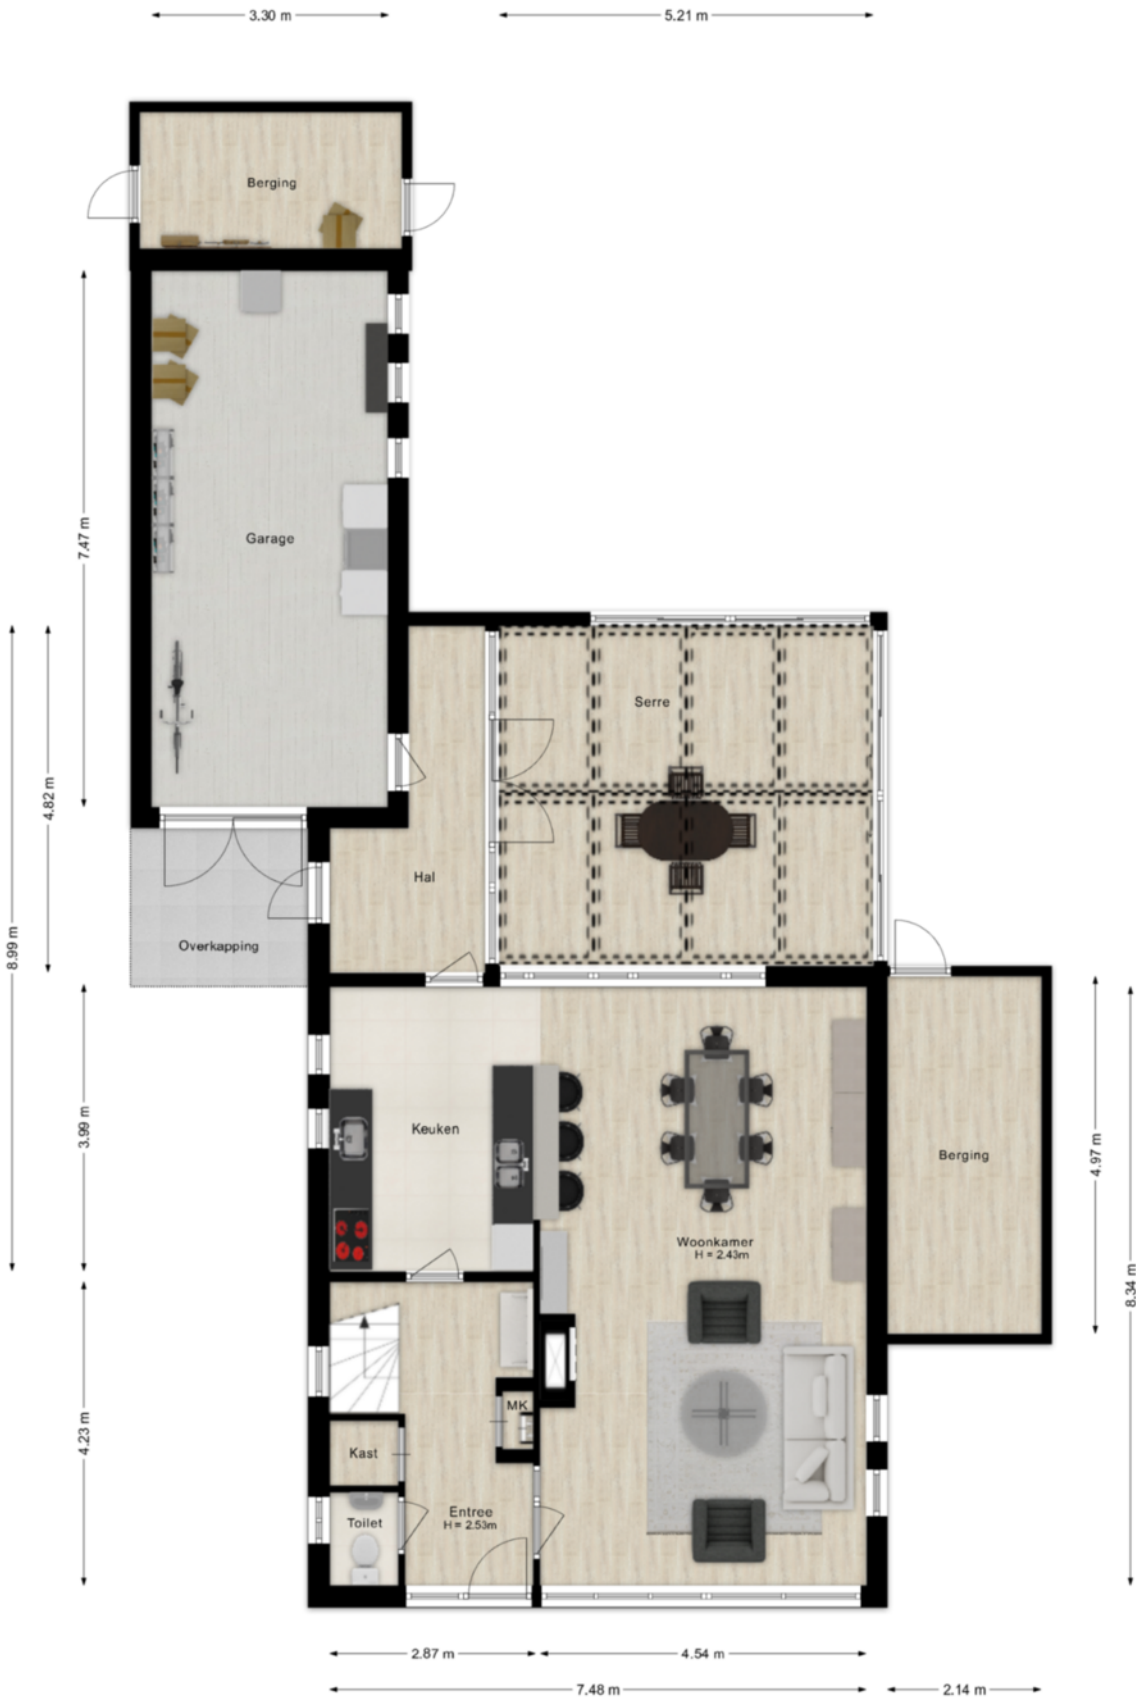 3.30 m
5.21 m
Berging
7.47 m
Garage
8.99 m
4.82 m
Serre
Hal
Overkapping
3.99 m
Keuken
4.97 m
Berging
Woonkamer
H = 2.43m
8.34 m
4.23 m
MK
Kast
Toilet
Entree
H = 2.53m
2.87 m
4.54 m
7.48 m
2.14 m